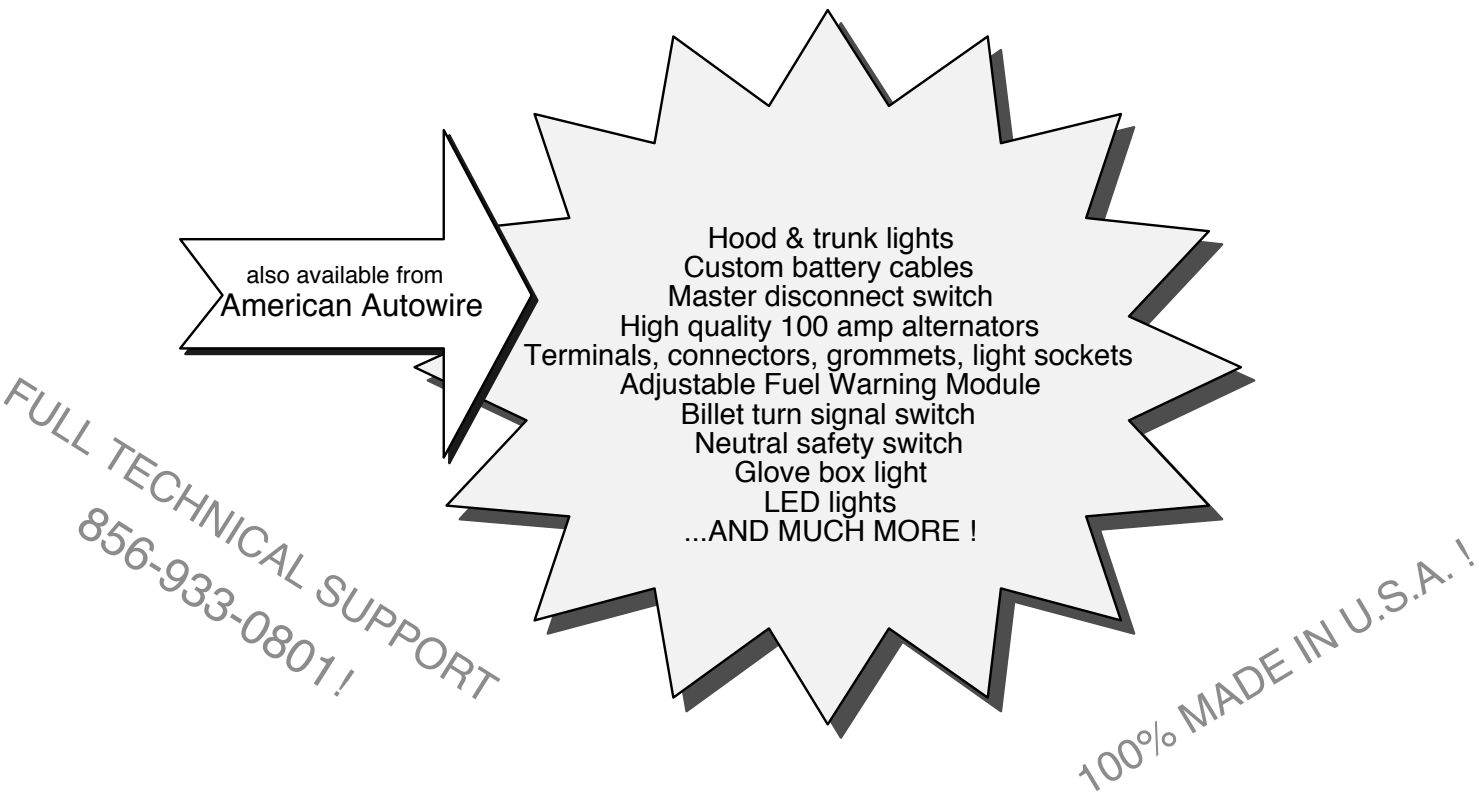 also available from
American Autowire
Hood & trunk lights
Custom battery cables
Master disconnect switch
High quality 100 amp alternators
Terminals, connectors, grommets, light sockets
Adjustable Fuel Warning Module
Billet turn signal switch
Neutral safety switch
Glove box light
LED lights
...AND MUCH MORE !
FULL TECHNICAL SUPPORT
856-933-0801!
100% MADE IN U.S.A. !